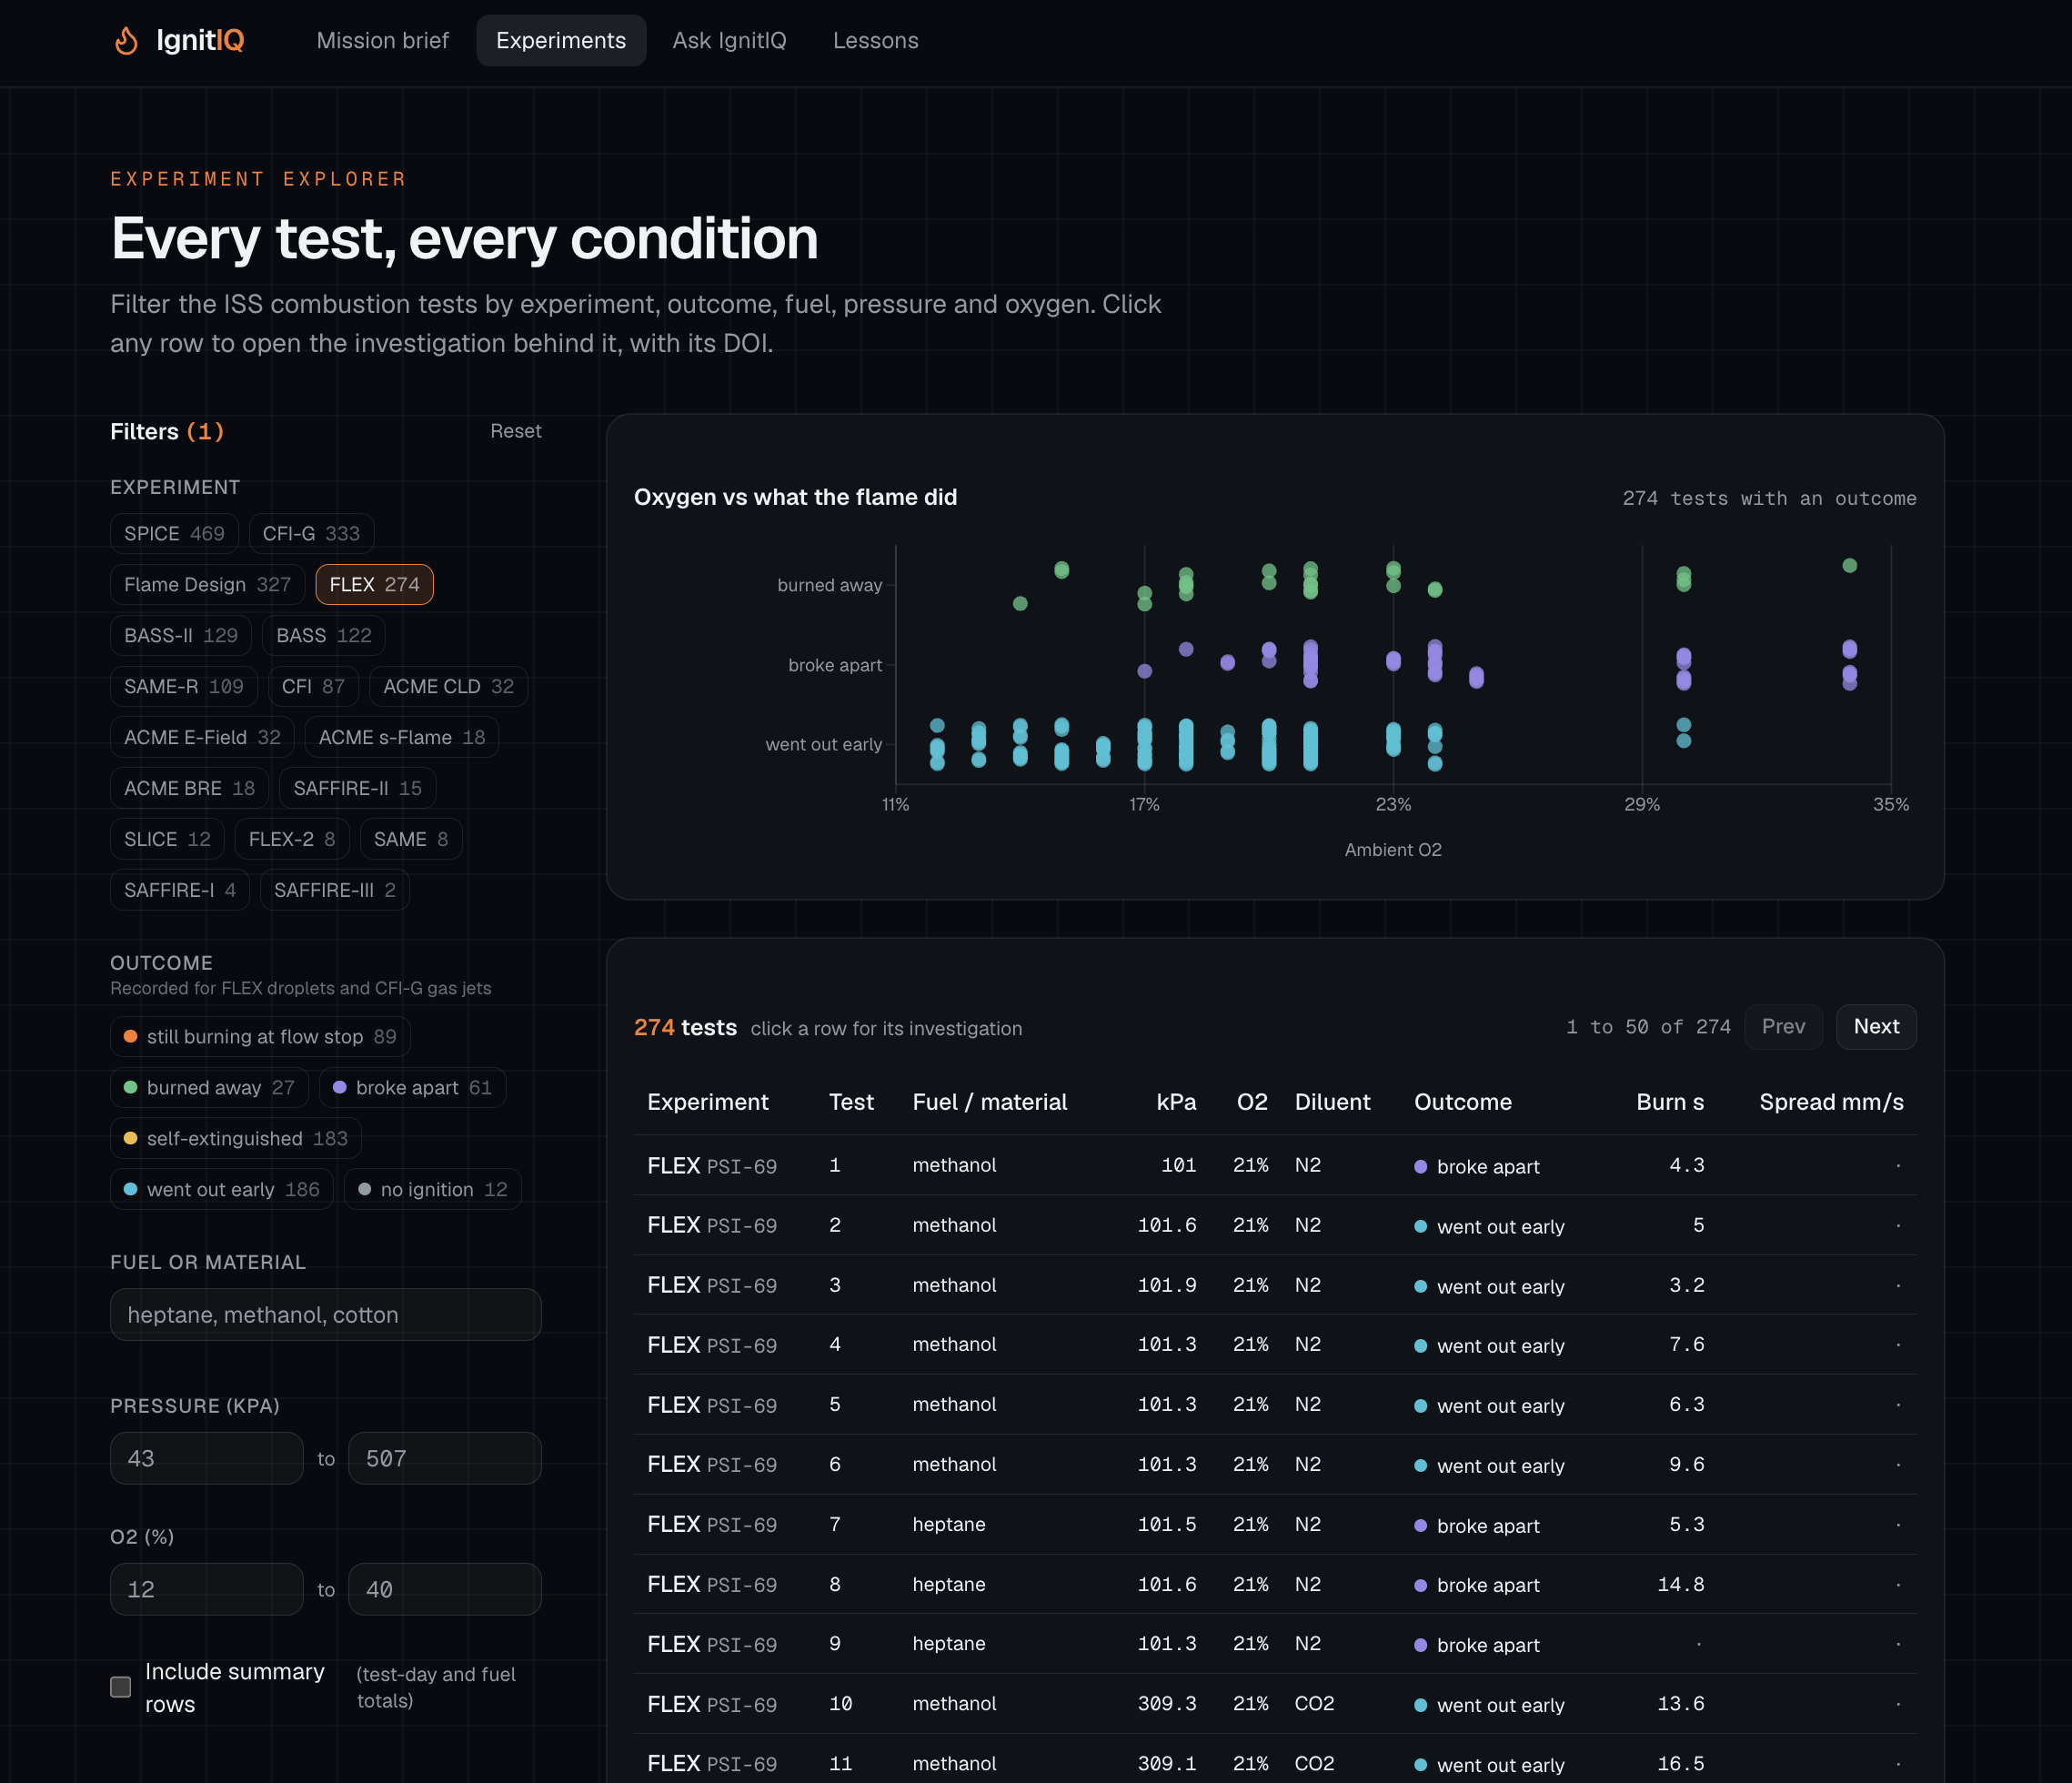 IgnitIQ Mission brief Experiments Ask IgnitIQ Lessons
EXPERIMENT EXPLORER
Every test, every condition
Filter the ISS combustion tests by experiment, outcome, fuel, pressure and oxygen. Click
any row to open the investigation behind it, with its DOI.
Filters (1) Reset
EXPERIMENT
SPICE 469 CFI-G 333
Flame Design 327 FLEX 274
BASS-II 129 BASS 122
SAME-R 109 CFI 87 ACME CLD 32
ACME E-Field 32 ACME s-Flame 18
ACME BRE 18 SAFFIRE-II 15
SLICE 12 FLEX-2 8 SAME 8
SAFFIRE-I 4 SAFFIRE-III 2
OUTCOME
Recorded for FLEX droplets and CFI-G gas jets
still burning at flow stop 89
burned away 27 broke apart 61
self-extinguished 183
went out early 186 no ignition 12
FUEL OR MATERIAL
heptane, methanol, cotton
PRESSURE (KPA)
43 to 507
O2 (%)
12 to 40
Include summary rows (test-day and fuel totals)
Oxygen vs what the flame did 274 tests with an outcome
burned away
broke apart
went out early
11% 17% 23% 29% 35%
Ambient O2
274 tests click a row for its investigation 1 to 50 of 274 Prev Next
Experiment Test Fuel / material kPa O2 Diluent Outcome Burn s Spread mm/s
FLEX PSI-69 1 methanol 101 21% N2 broke apart 4.3 ·
FLEX PSI-69 2 methanol 101.6 21% N2 went out early 5 ·
FLEX PSI-69 3 methanol 101.9 21% N2 went out early 3.2 ·
FLEX PSI-69 4 methanol 101.3 21% N2 went out early 7.6 ·
FLEX PSI-69 5 methanol 101.3 21% N2 went out early 6.3 ·
FLEX PSI-69 6 methanol 101.3 21% N2 went out early 9.6 ·
FLEX PSI-69 7 heptane 101.5 21% N2 broke apart 5.3 ·
FLEX PSI-69 8 heptane 101.6 21% N2 broke apart 14.8 ·
FLEX PSI-69 9 heptane 101.3 21% N2 broke apart · ·
FLEX PSI-69 10 methanol 309.3 21% CO2 went out early 13.6 ·
FLEX PSI-69 11 methanol 309.1 21% CO2 went out early 16.5 ·